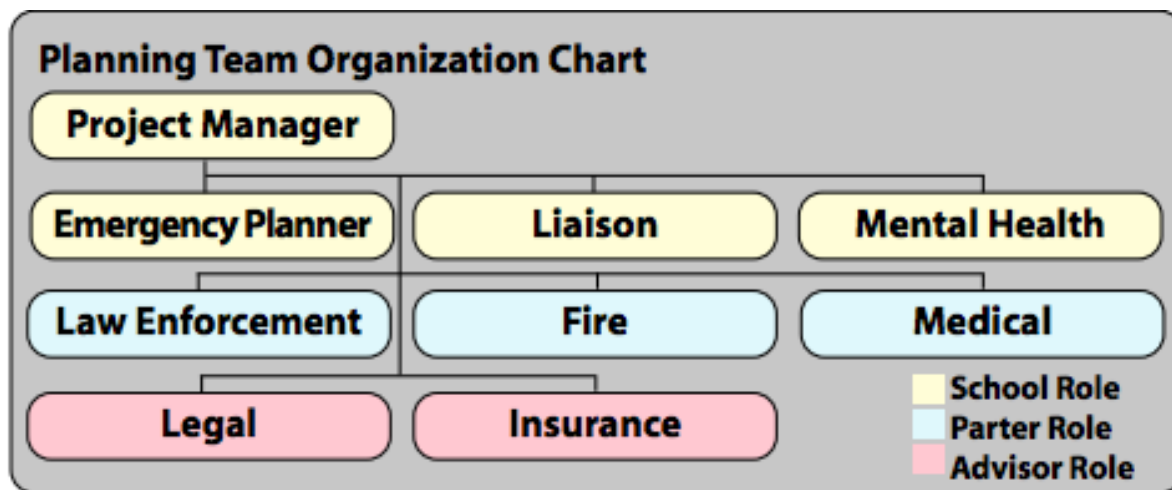 Planning Team Organization Chart
Project Manager
Emergency Planner
Liaison
Mental Health
Law Enforcement
Fire
Medical
Legal
Insurance
School Role
Parter Role
Advisor Role